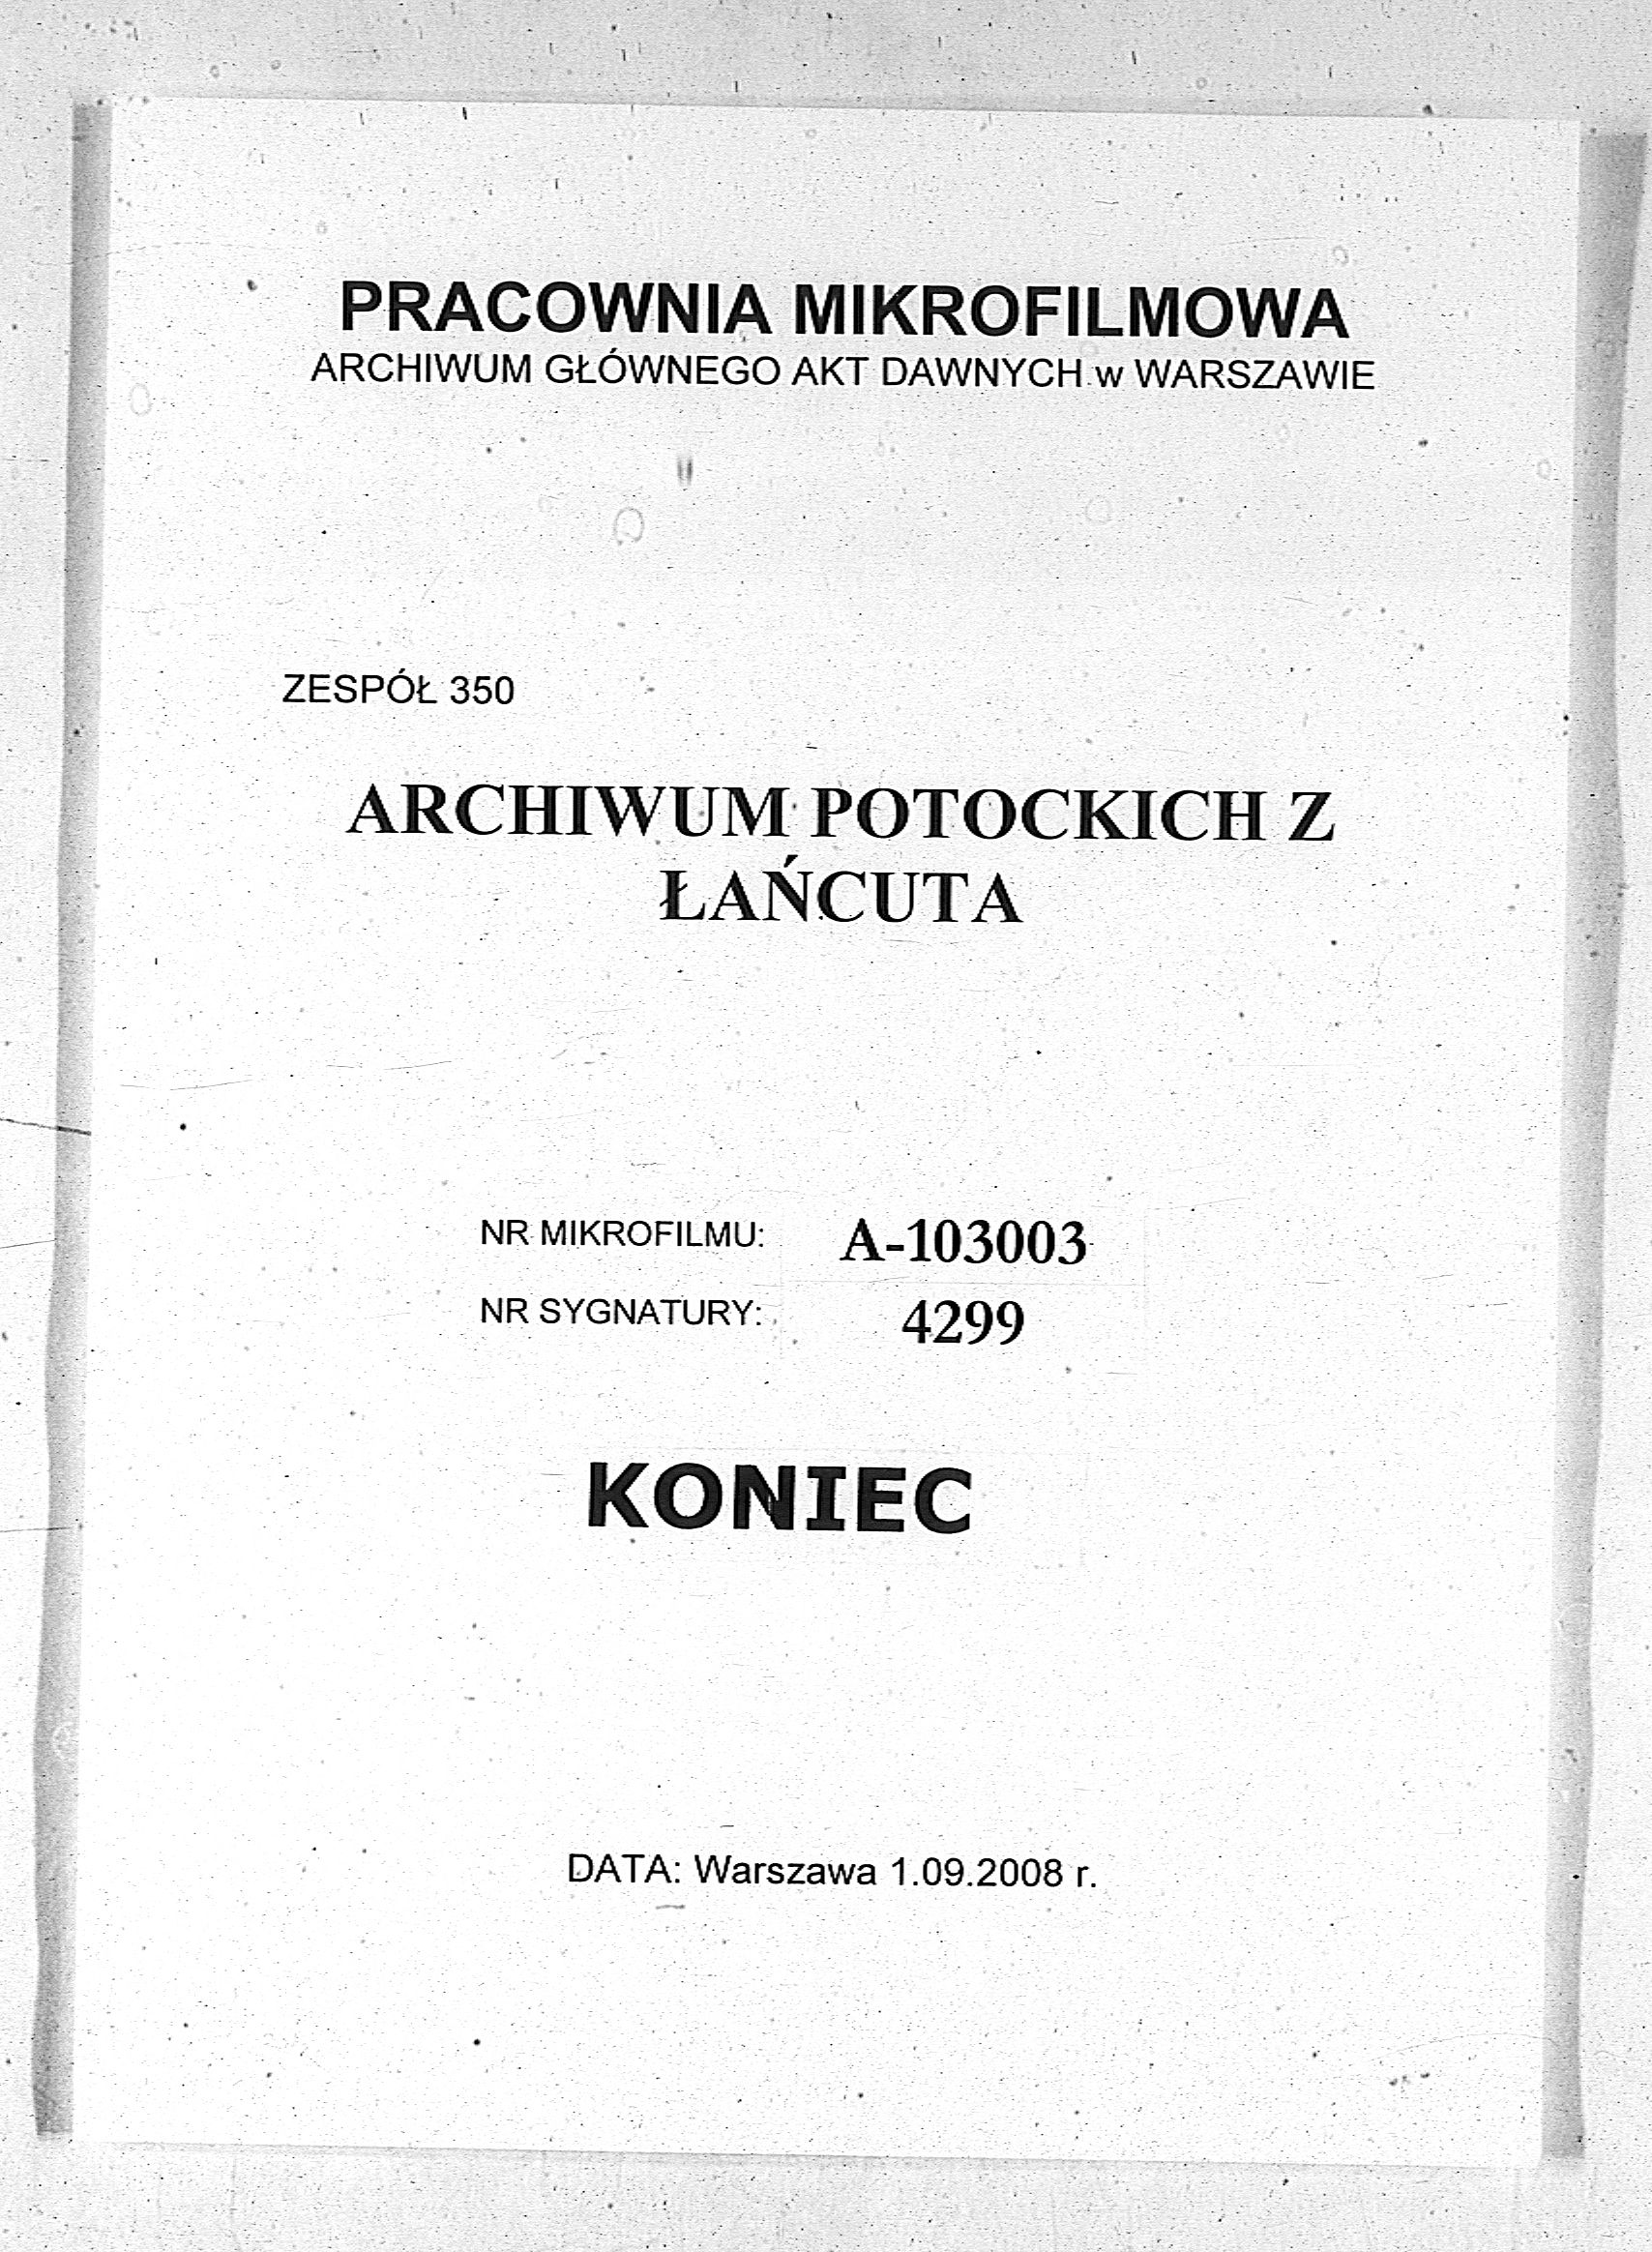 PRACOWNIA MIKROFILMOWA
ARCHIWUM GŁÓWNEGO AKT DAWNYCH w WARSZAWIE
ZESPÓŁ 350
ARCHIWUM POTOCKICH Z
ŁAŃCUTA
NR MIKROFILMU: A-103003
NR SYGNATURY: 4299
KONIEC
DATA: Warszawa 1.09.2008 r.